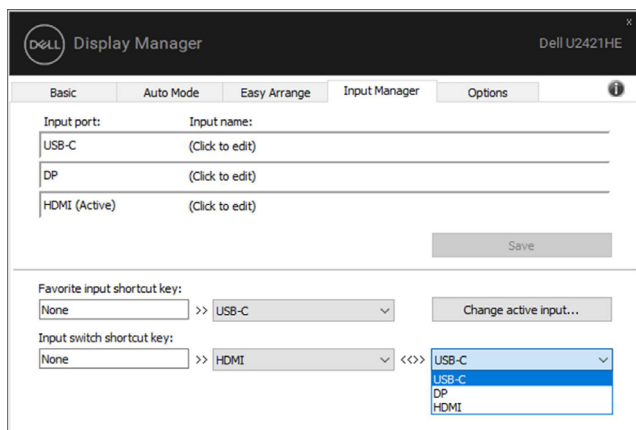 x
DELL Display Manager Dell U2421HE
Basic Auto Mode Easy Arrange Input Manager Options i
Input port: Input name:
USB-C (Click to edit)
DP (Click to edit)
HDMI (Active) (Click to edit)
Save
Favorite input shortcut key:
None >> USB-C Change active input...
Input switch shortcut key:
None >> HDMI <<>> USB-C
USB-C
DP
HDMI